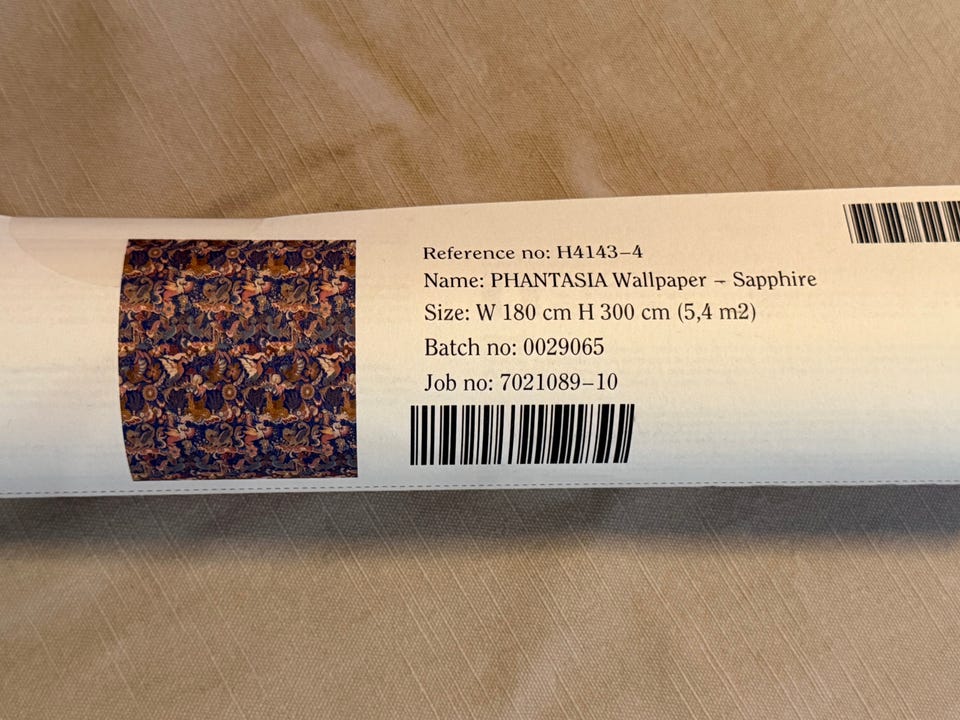 Reference no: H4143–4
Name: PHANTASIA Wallpaper – Sapphire
Size: W 180 cm H 300 cm (5,4 m2)
Batch no: 0029065
Job no: 7021089–10